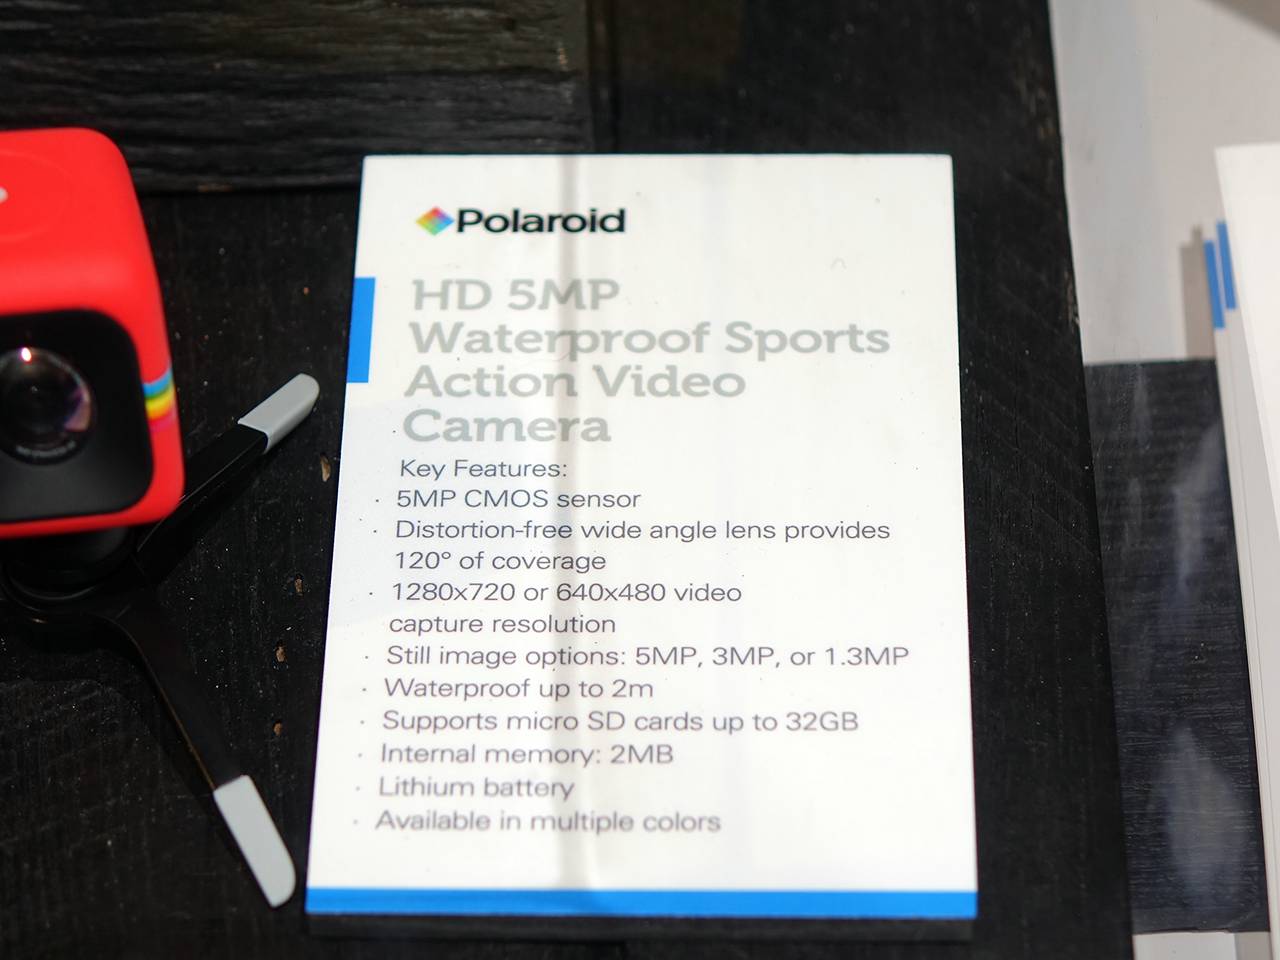 Polaroid
HD 5MP
Waterproof Sports
Action Video
Camera
Key Features:
· 5MP CMOS sensor
· Distortion-free wide angle lens provides
120° of coverage
· 1280x720 or 640x480 video
capture resolution
· Still image options: 5MP, 3MP, or 1.3MP
· Waterproof up to 2m
· Supports micro SD cards up to 32GB
· Internal memory: 2MB
· Lithium battery
· Available in multiple colors